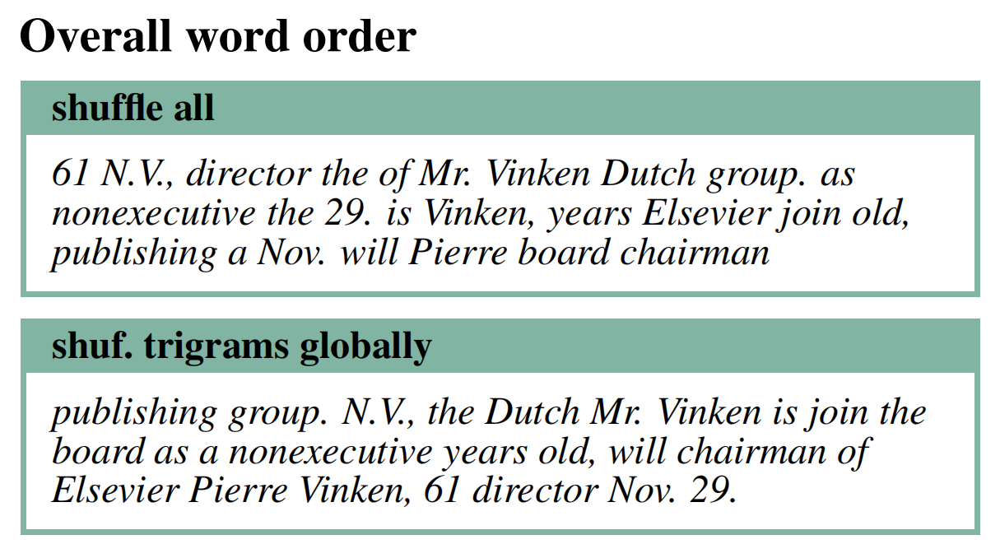 Overall word order
shuffle all
61 N.V., director the of Mr. Vinken Dutch group. as
nonexecutive the 29. is Vinken, years Elsevier join old,
publishing a Nov. will Pierre board chairman
shuf. trigrams globally
publishing group. N.V., the Dutch Mr. Vinken is join the
board as a nonexecutive years old, will chairman of
Elsevier Pierre Vinken, 61 director Nov. 29.